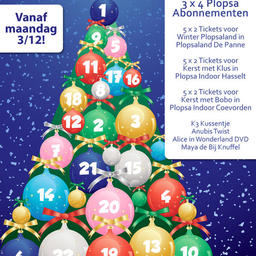 Vanaf
maandag
3/12!
3 x 4 Plopsa
Abonnementen
5 x 2 Tickets voor
Winter Plopsaland in
Plopsaland De Panne
5 x 2 Tickets voor
Kerst met Klus in
Plopsa Indoor Hasselt
5 x 2 Tickets voor
Kerst met Bobo in
Plopsa Indoor Coevorden
K3 Kussentje
Anubis Twist
Alice in Wonderland DVD
Maya de Bij Knuffel
1
9
5
11
17
18
16
12
2
8
13
7
21
15
20
14
3
19
10
4
6
22